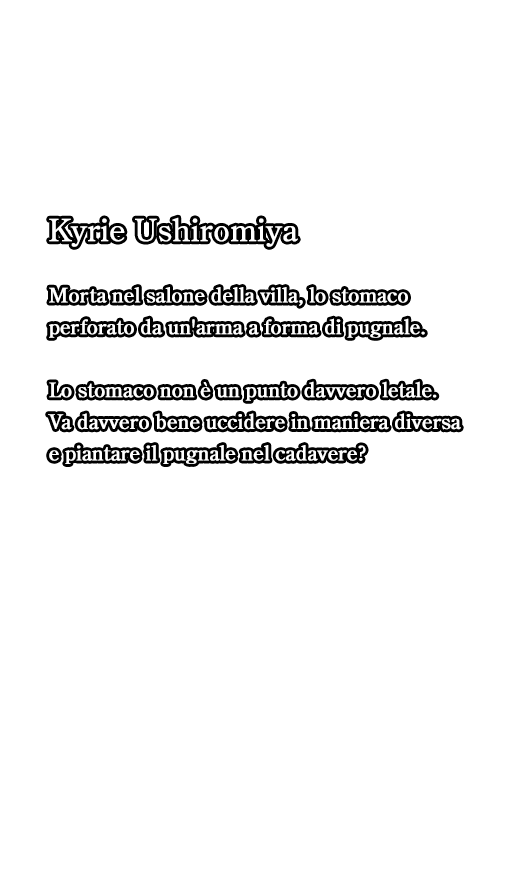 Kyrie Ushiromiya
Morta nel salone della villa, lo stomaco
perforato da un'arma a forma di pugnale.
Lo stomaco non è un punto davvero letale.
Va davvero bene uccidere in maniera diversa
e piantare il pugnale nel cadavere?